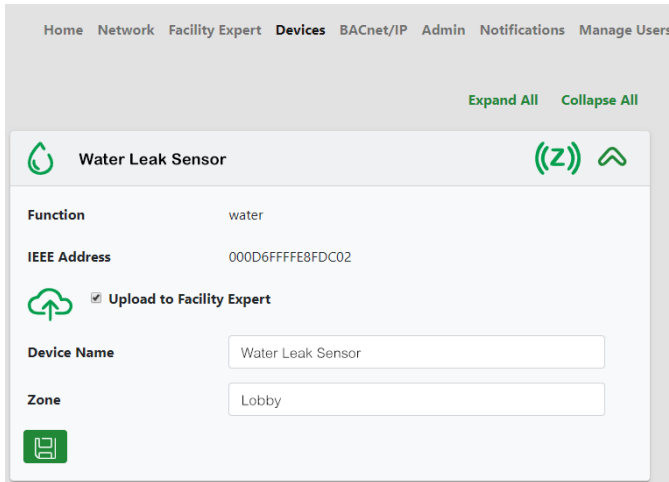 Home Network Facility Expert Devices BACnet/IP Admin Notifications Manage Users
Expand All Collapse All
Water Leak Sensor ((Z))
Function water
IEEE Address 000D6FFFFE8FDC02
Upload to Facility Expert
Device Name Water Leak Sensor
Zone Lobby